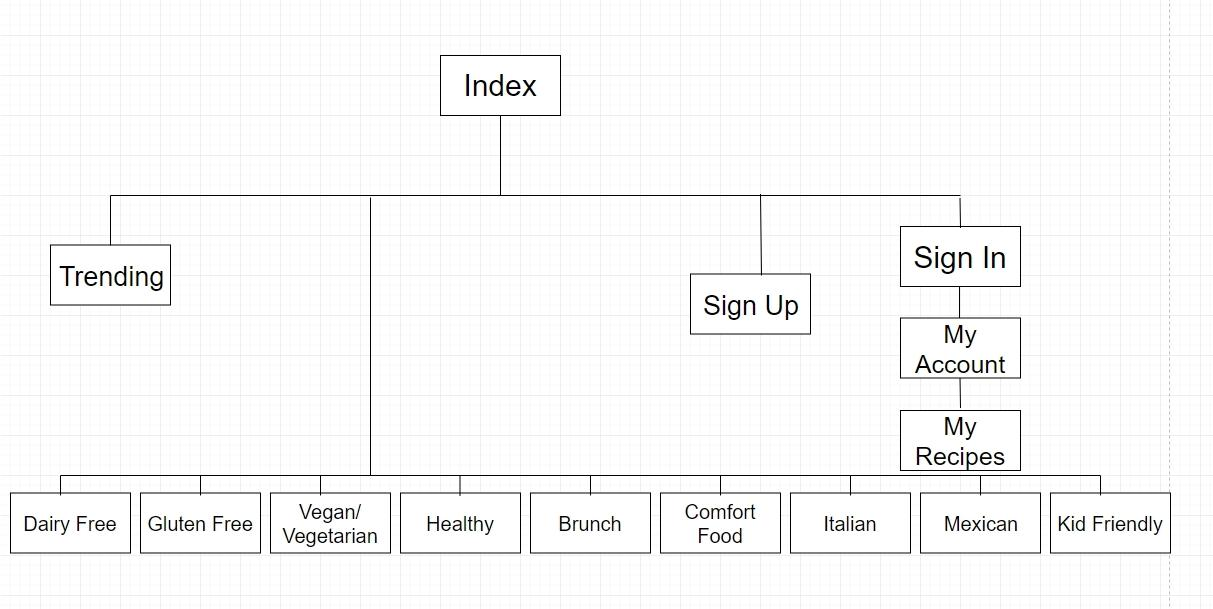 Index
Trending
Sign Up
Sign In
My
Account
My
Recipes
Dairy Free
Gluten Free
Vegan/
Vegetarian
Healthy
Brunch
Comfort
Food
Italian
Mexican
Kid Friendly